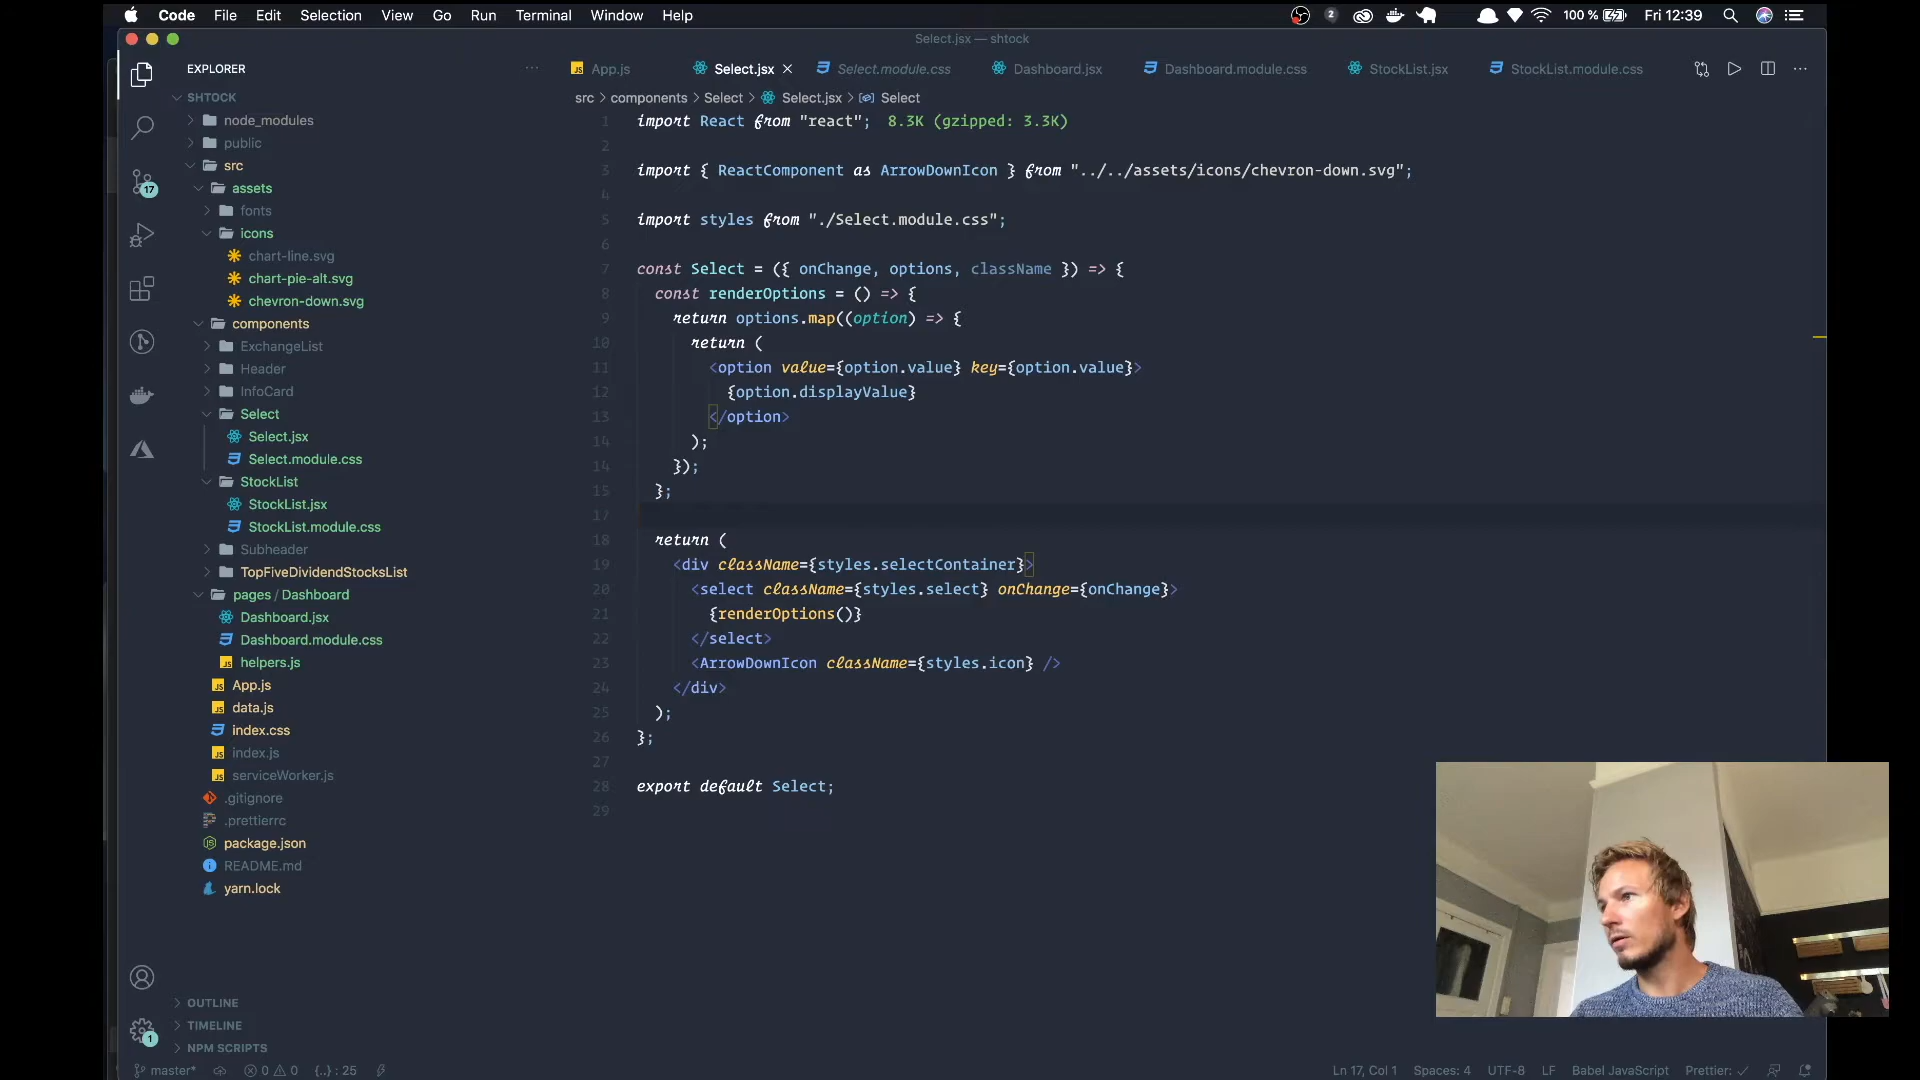 Code File Edit Selection View Go Run Terminal Window Help
2 100 % Fri 12:39
Select.jsx — shtock
EXPLORER
App.js Select.jsx Select.module.css Dashboard.jsx Dashboard.module.css StockList.jsx StockList.module.css
src > components > Select > Select.jsx > Select
SHTOCK
node_modules
public
src
assets
fonts
icons
chart-line.svg
chart-pie-alt.svg
chevron-down.svg
components
ExchangeList
Header
InfoCard
Select
Select.jsx
Select.module.css
StockList
StockList.jsx
StockList.module.css
Subheader
TopFiveDividendStocksList
pages / Dashboard
Dashboard.jsx
Dashboard.module.css
helpers.js
App.js
data.js
index.css
index.js
serviceWorker.js
.gitignore
.prettierrc
package.json
README.md
yarn.lock
OUTLINE
TIMELINE
NPM SCRIPTS
17
1
1 import React from "react"; 8.3K (gzipped: 3.3K)
2
3 import { ReactComponent as ArrowDownIcon } from "../../assets/icons/chevron-down.svg";
4
5 import styles from "./Select.module.css";
6
7 const Select = ({ onChange, options, className }) => {
8 const renderOptions = () => {
9 return options.map((option) => {
10 return (
11 <option value={option.value} key={option.value}>
12 {option.displayValue}
13 </option>
14 );
14 });
15 };
17
18 return (
19 <div className={styles.selectContainer}>
20 <select className={styles.select} onChange={onChange}>
21 {renderOptions()}
22 </select>
23 <ArrowDownIcon className={styles.icon} />
24 </div>
25 );
26 };
27
28 export default Select;
29
master* 0 0 {..} : 25
Ln 17, Col 1 Spaces: 4 UTF-8 LF Babel JavaScript Prettier: ✓